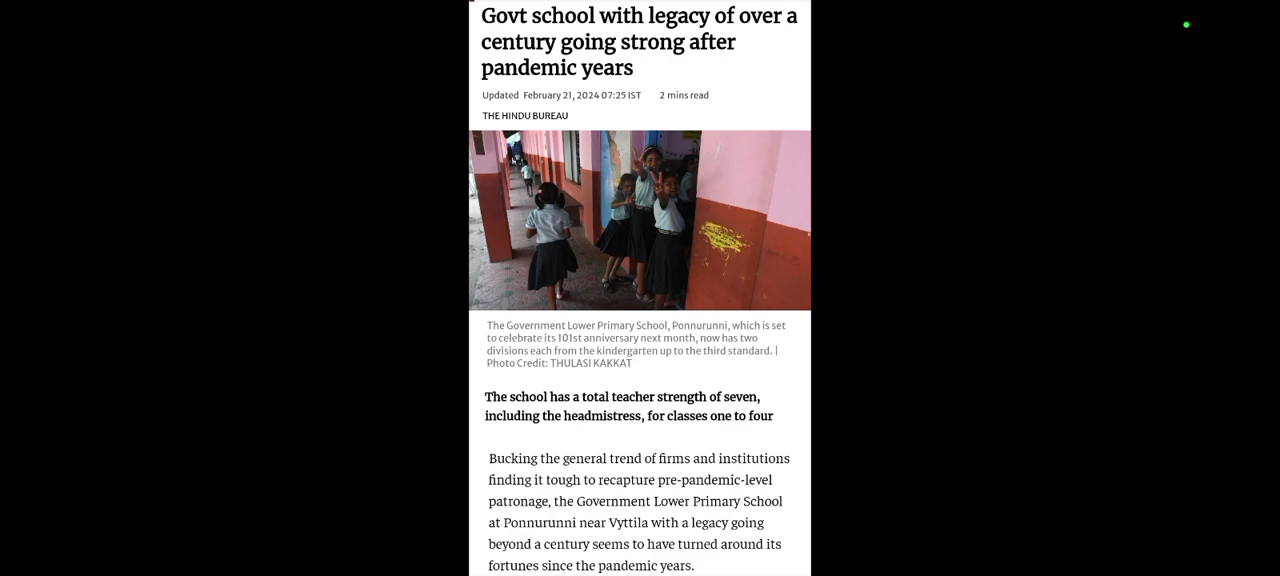 Govt school with legacy of over a
century going strong after
pandemic years
Updated February 21, 2024 07:25 IST 2 mins read
THE HINDU BUREAU
The Government Lower Primary School, Ponnurunni, which is set
to celebrate its 101st anniversary next month, now has two
divisions each from the kindergarten up to the third standard. |
Photo Credit: THULASI KAKKAT
The school has a total teacher strength of seven,
including the headmistress, for classes one to four
Bucking the general trend of firms and institutions
finding it tough to recapture pre-pandemic-level
patronage, the Government Lower Primary School
at Ponnurunni near Vyttila with a legacy going
beyond a century seems to have turned around its
fortunes since the pandemic years.